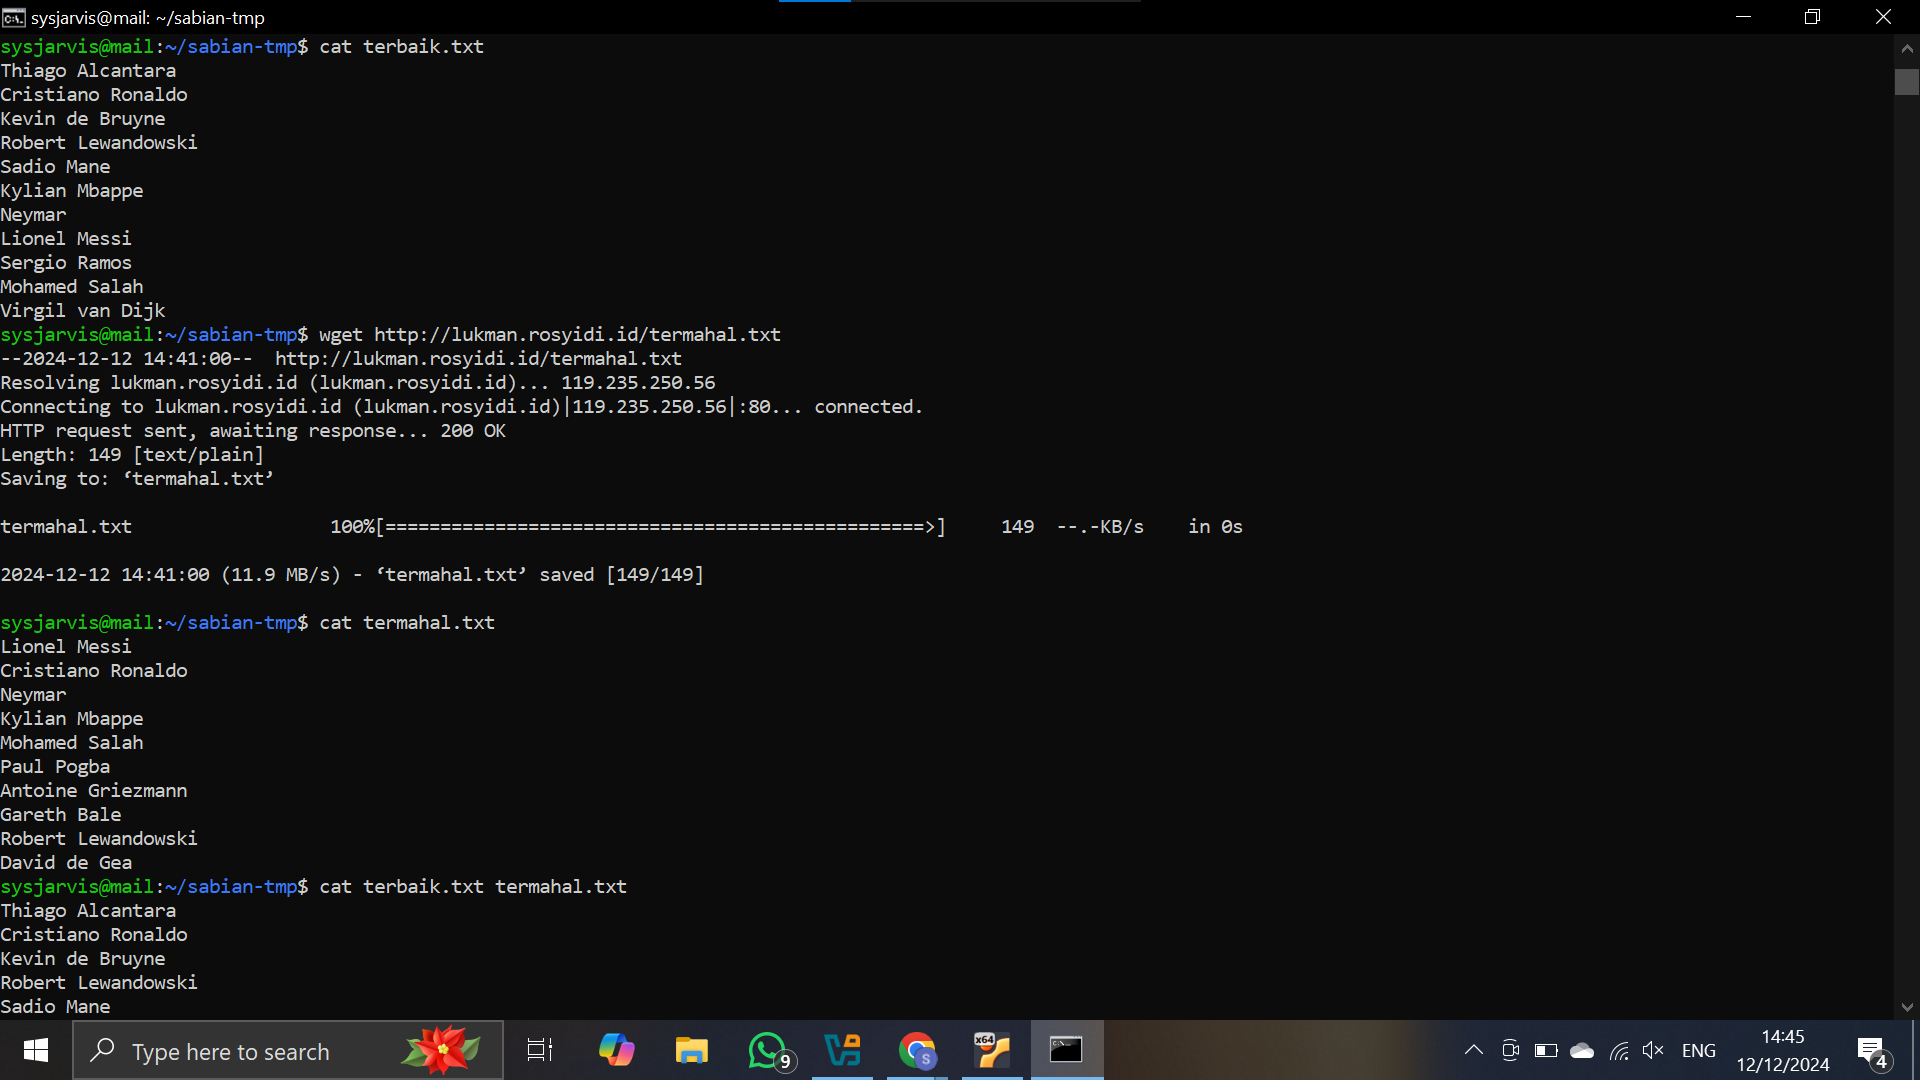 sysjarvis@mail: ~/sabian-tmp
sysjarvis@mail:~/sabian-tmp$ cat terbaik.txt
Thiago Alcantara
Cristiano Ronaldo
Kevin de Bruyne
Robert Lewandowski
Sadio Mane
Kylian Mbappe
Neymar
Lionel Messi
Sergio Ramos
Mohamed Salah
Virgil van Dijk
sysjarvis@mail:~/sabian-tmp$ wget http://lukman.rosyidi.id/termahal.txt
--2024-12-12 14:41:00--  http://lukman.rosyidi.id/termahal.txt
Resolving lukman.rosyidi.id (lukman.rosyidi.id)... 119.235.250.56
Connecting to lukman.rosyidi.id (lukman.rosyidi.id)|119.235.250.56|:80... connected.
HTTP request sent, awaiting response... 200 OK
Length: 149 [text/plain]
Saving to: ‘termahal.txt’
termahal.txt                  100%[=================================================>]     149  --.-KB/s    in 0s
2024-12-12 14:41:00 (11.9 MB/s) - ‘termahal.txt’ saved [149/149]
sysjarvis@mail:~/sabian-tmp$ cat termahal.txt
Lionel Messi
Cristiano Ronaldo
Neymar
Kylian Mbappe
Mohamed Salah
Paul Pogba
Antoine Griezmann
Gareth Bale
Robert Lewandowski
David de Gea
sysjarvis@mail:~/sabian-tmp$ cat terbaik.txt termahal.txt
Thiago Alcantara
Cristiano Ronaldo
Kevin de Bruyne
Robert Lewandowski
Sadio Mane
Type here to search
9
S
x64
ENG
14:45
12/12/2024
4